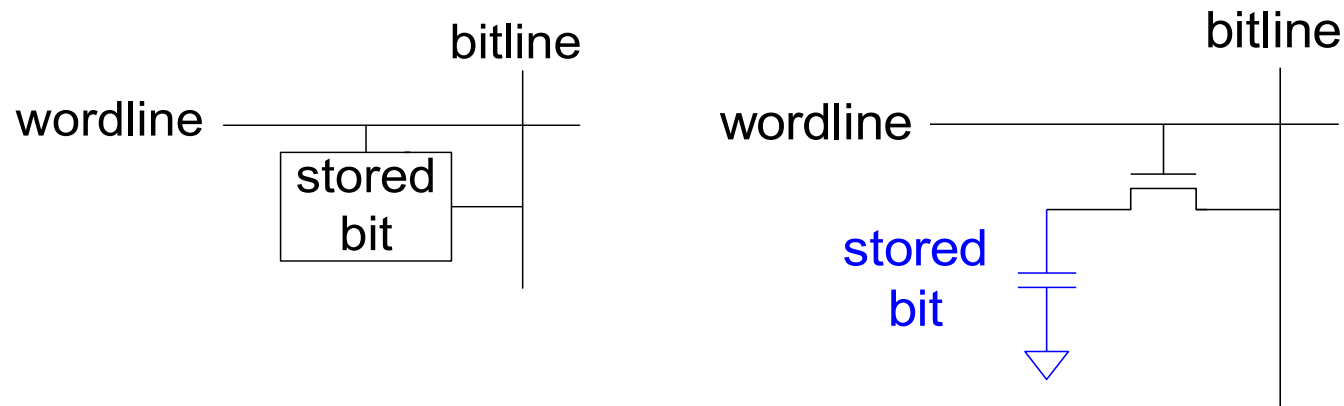 bitline
wordline
stored
bit
bitline
wordline
stored
bit